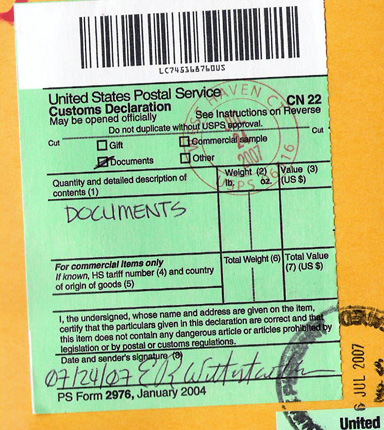 LC745168760US
United States Postal Service
Customs Declaration
May be opened officially
CN 22
See Instructions on Reverse
Do not duplicate without USPS approval.
Cut
Cut
Gift
Commercial sample
Documents
Other
Quantity and detailed description of
contents (1)
Weight (2)
lb. oz.
Value (3)
(US $)
DOCUMENTS
For commercial items only
If known, HS tariff number (4) and country
of origin of goods (5)
Total Weight (6)
Total Value
(7) (US $)
I, the undersigned, whose name and address are given on the item,
certify that the particulars given in this declaration are correct and that
this item does not contain any dangerous article or articles prohibited by
legislation or by postal or customs regulations.
Date and sender's signature (8)
07/24/07
PS Form 2976, January 2004
HAVEN CT
2007
USPS
16
6 JUL 2007
United